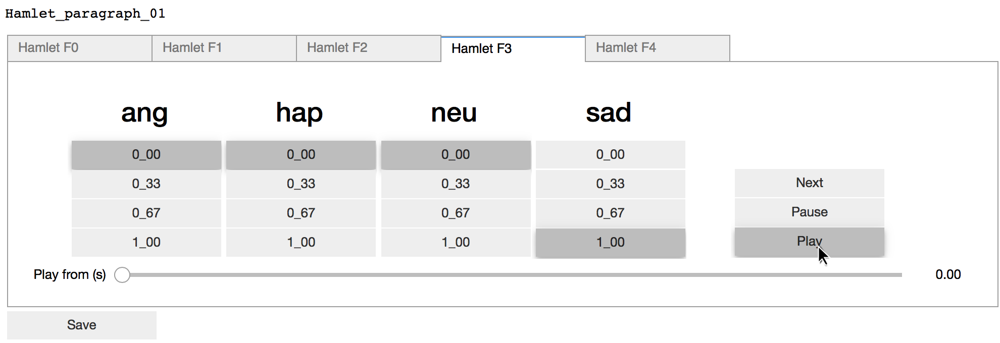 Hamlet_paragraph_01
Hamlet F0 Hamlet F1 Hamlet F2 Hamlet F3 Hamlet F4
ang hap neu sad
0_00 0_00 0_00 0_00
0_33 0_33 0_33 0_33 Next
0_67 0_67 0_67 0_67 Pause
1_00 1_00 1_00 1_00 Play
Play from (s) 0.00
Save